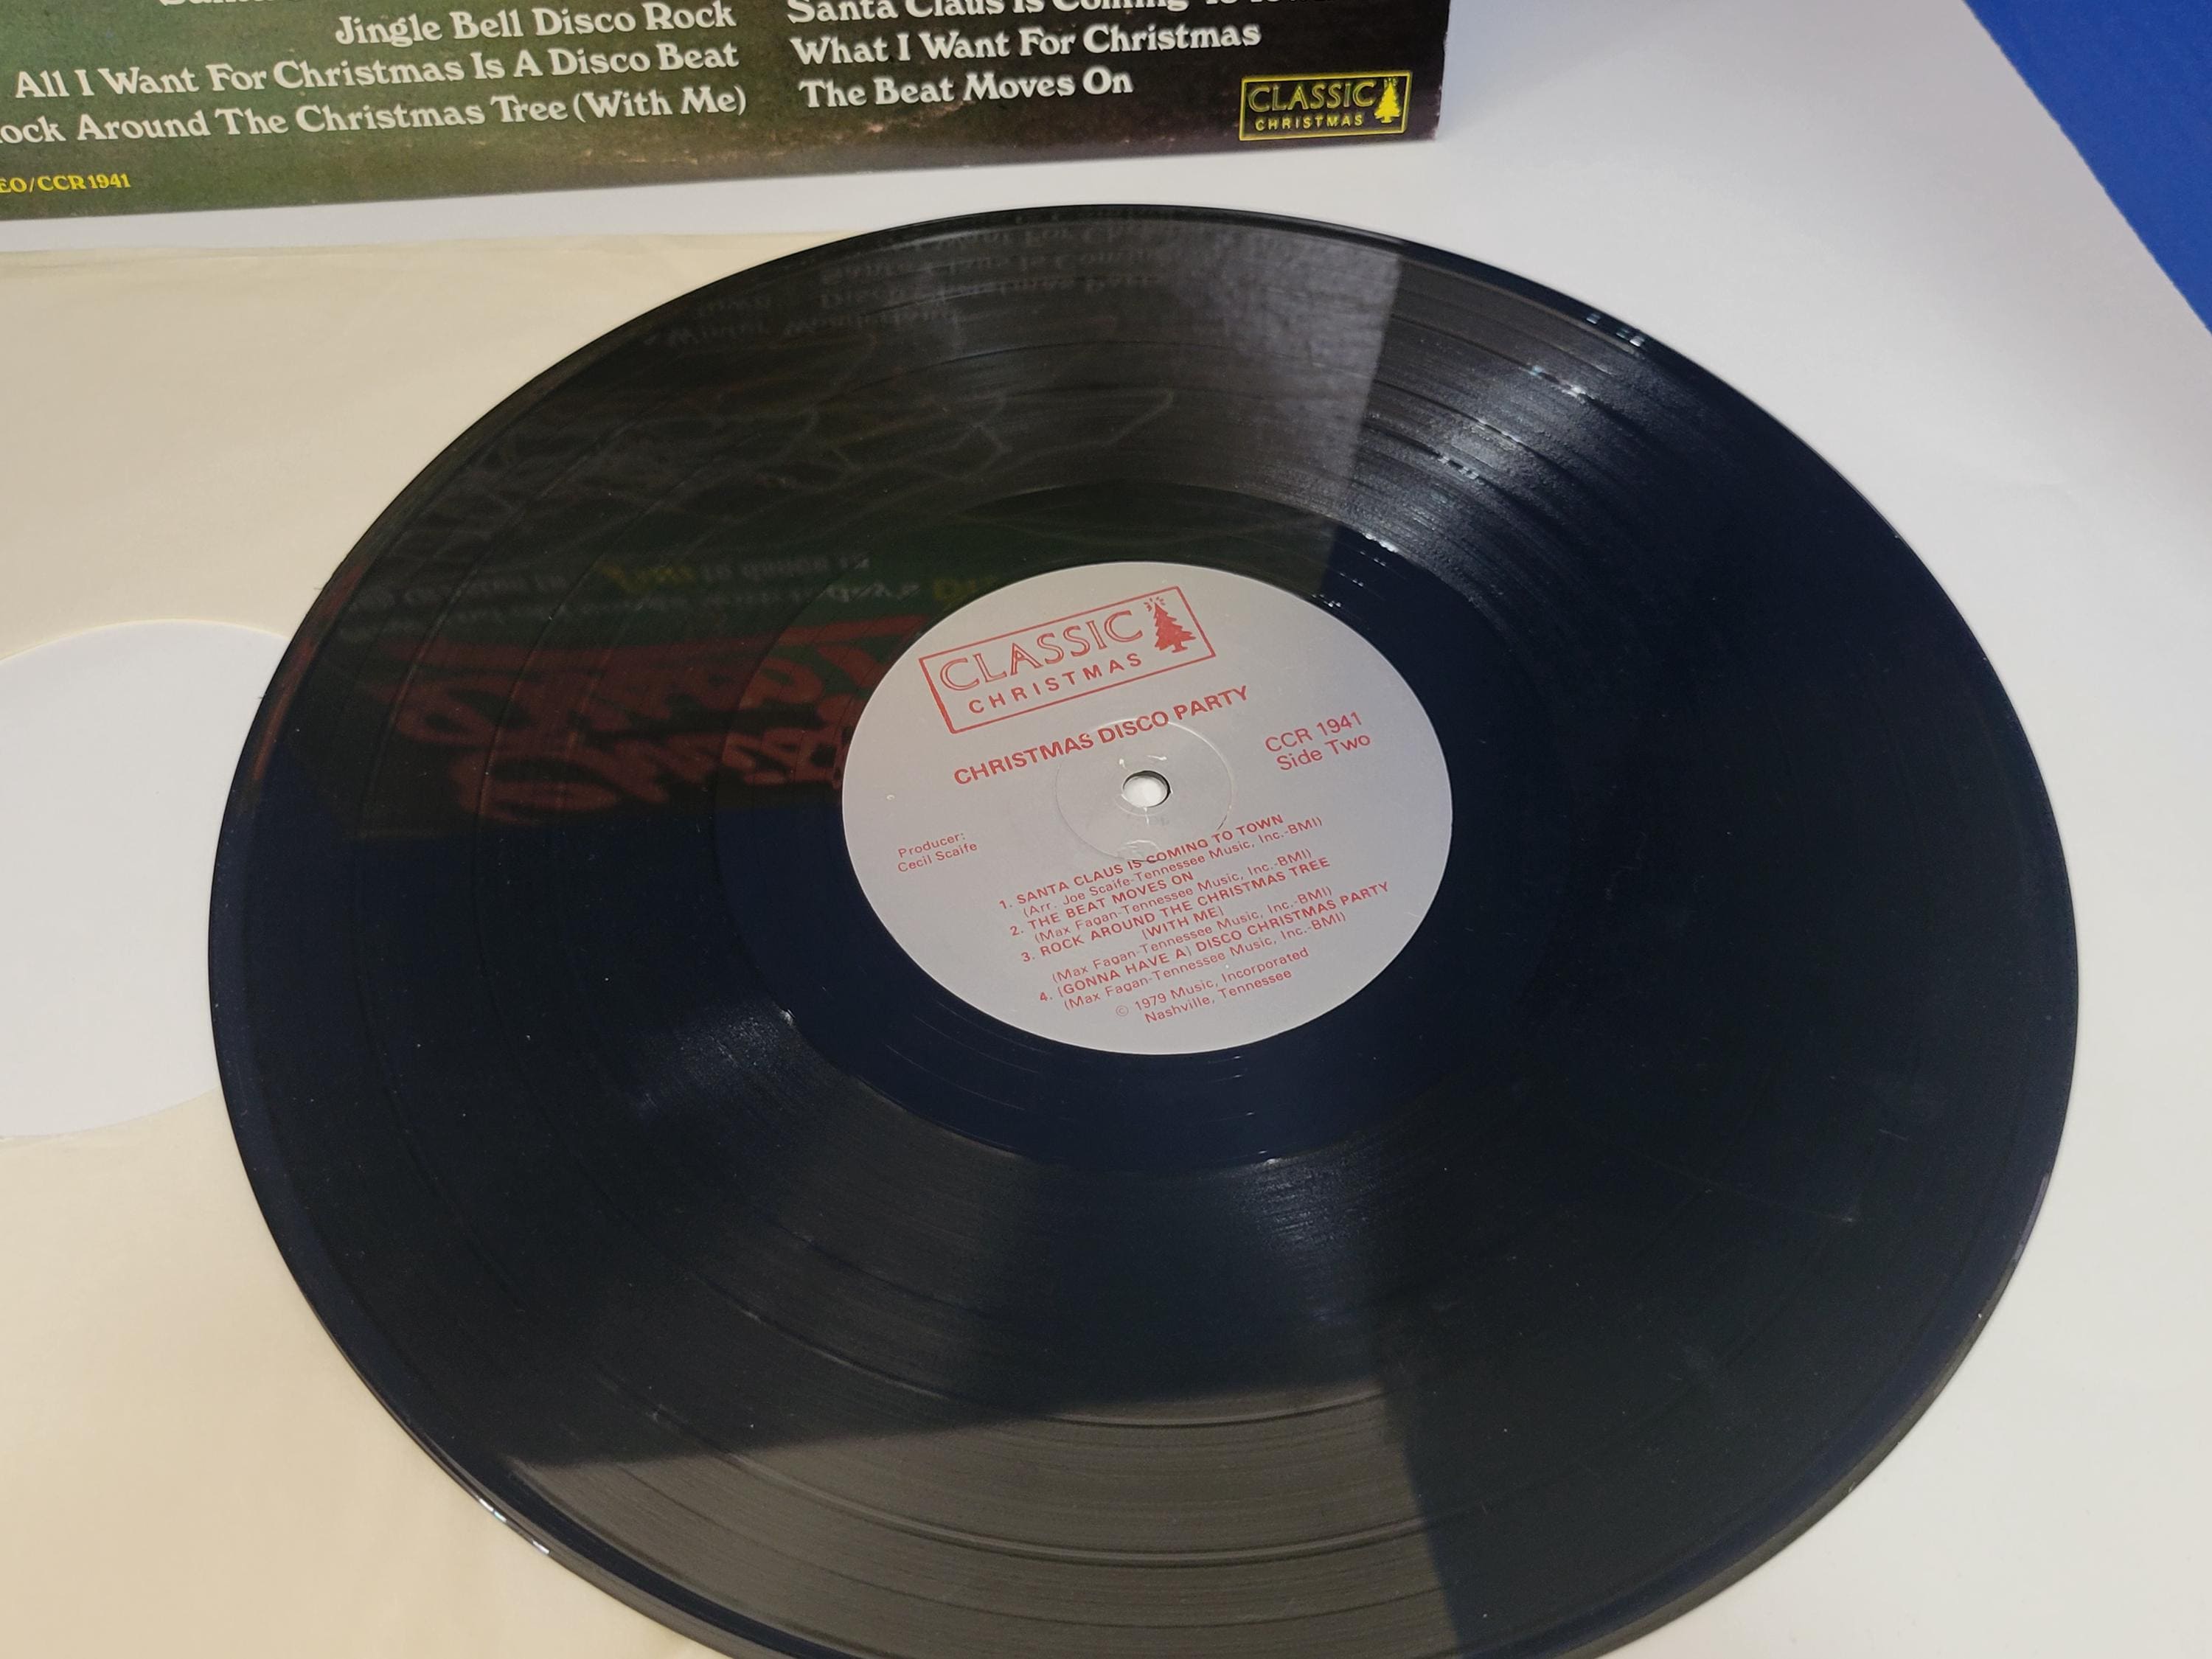 Jingle Bell Disco Rock
All I Want For Christmas Is A Disco Beat
Around The Christmas Tree (With Me)
Santa Claus Is Coming
What I Want For Christmas
The Beat Moves On
CLASSIC
CHRISTMAS
CCR 1941
CLASSIC
CHRISTMAS
CHRISTMAS DISCO PARTY
CCR 1941
Side Two
Producer:
Cecil Scaife
1. SANTA CLAUS IS COMING TO TOWN
(Arr. Joe Scaife-Tennessee Music, Inc.-BMI)
2. THE BEAT MOVES ON
(Max Fagan-Tennessee Music, Inc.-BMI)
3. ROCK AROUND THE CHRISTMAS TREE
(WITH ME)
(Max Fagan-Tennessee Music, Inc.-BMI)
4. (GONNA HAVE A) DISCO CHRISTMAS PARTY
(Max Fagan-Tennessee Music, Inc.-BMI)
© 1979 Music, Incorporated
Nashville, Tennessee